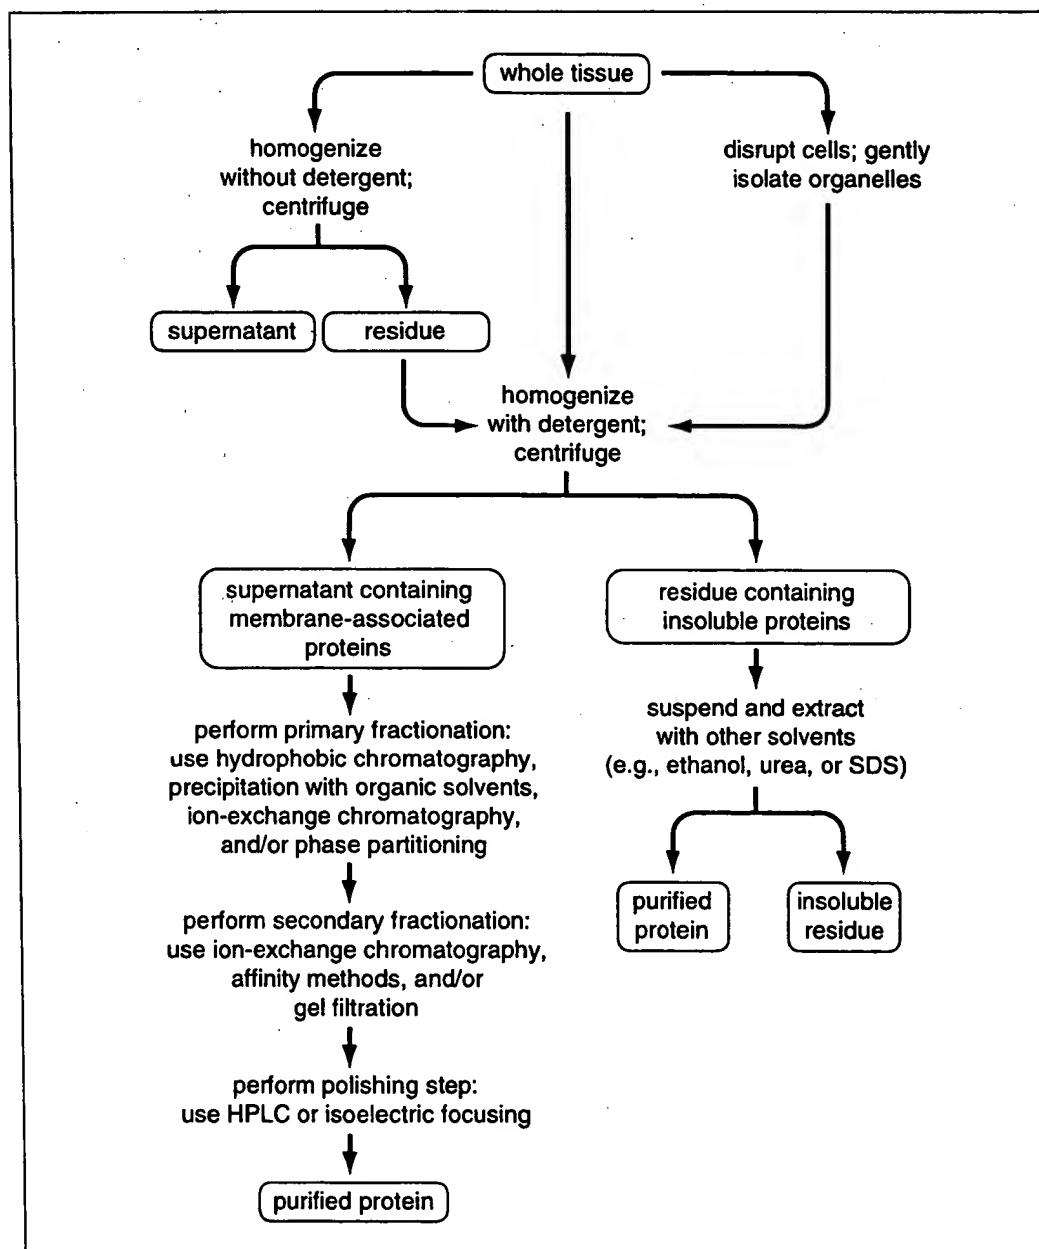 whole tissue
homogenize
without detergent;
centrifuge
disrupt cells; gently
isolate organelles
supernatant
residue
homogenize
with detergent;
centrifuge
supernatant containing
membrane-associated
proteins
residue containing
insoluble proteins
perform primary fractionation:
use hydrophobic chromatography,
precipitation with organic solvents,
ion-exchange chromatography,
and/or phase partitioning
suspend and extract
with other solvents
(e.g., ethanol, urea, or SDS)
purified
protein
insoluble
residue
perform secondary fractionation:
use ion-exchange chromatography,
affinity methods, and/or
gel filtration
perform polishing step:
use HPLC or isoelectric focusing
purified protein